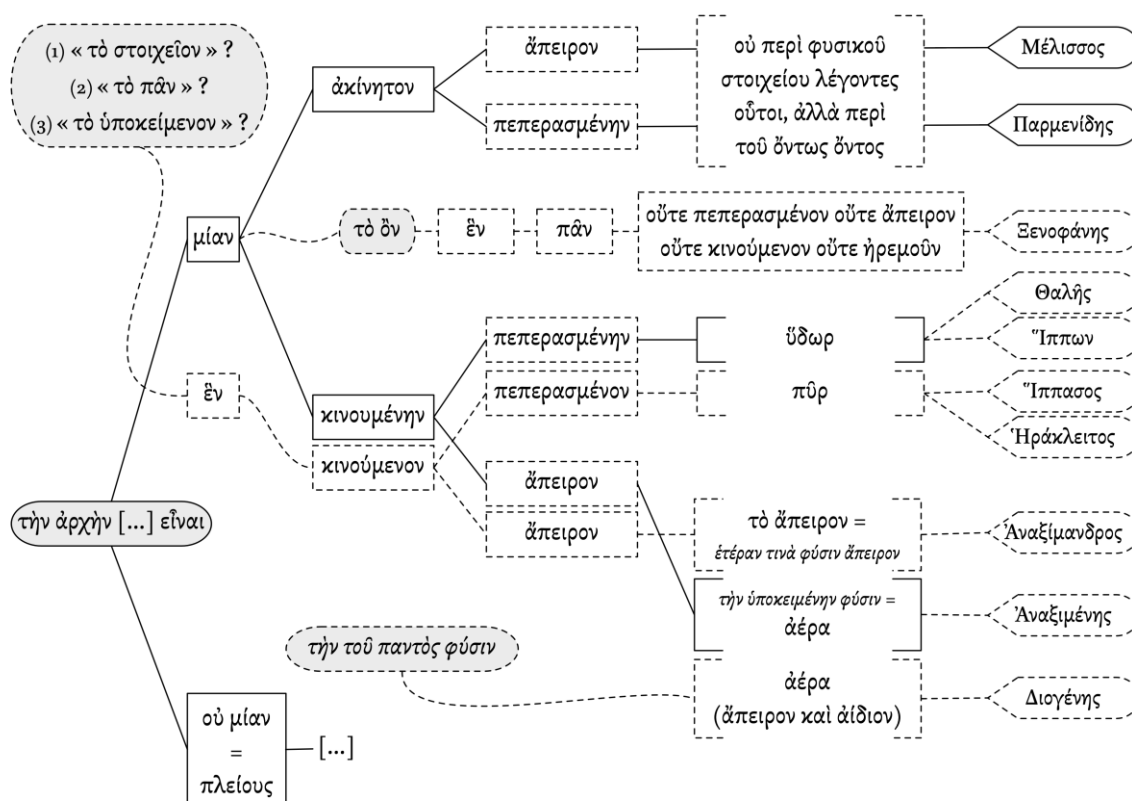 (1) « τὸ στοιχεῖον » ?
(2) « τὸ πᾶν » ?
(3) « τὸ ὑποκείμενον » ?
ἀκίνητον
ἄπειρον
πεπερασμένην
οὐ περὶ φυσικοῦ
στοιχείου λέγοντες
οὗτοι, ἀλλὰ περὶ
τοῦ ὄντως ὄντος
Μέλισσος
Παρμενίδης
μίαν
τὸ ὂν
ἓν
πᾶν
οὔτε πεπερασμένον οὔτε ἄπειρον
οὔτε κινούμενον οὔτε ἠρεμοῦν
Ξενοφάνης
Θαλῆς
πεπερασμένην
ὕδωρ
Ἵππων
ἓν
πεπερασμένον
πῦρ
Ἵππασος
κινουμένην
Ἡράκλειτος
κινούμενον
ἄπειρον
τὴν ἀρχὴν [...] εἶναι
ἄπειρον
τὸ ἄπειρον =
ἑτέραν τινὰ φύσιν ἄπειρον
Ἀναξίμανδρος
τὴν ὑποκειμένην φύσιν =
ἀέρα
Ἀναξιμένης
τὴν τοῦ παντὸς φύσιν
ἀέρα
(ἄπειρον καὶ ἀίδιον)
Διογένης
οὐ μίαν
=
πλείους
[...]